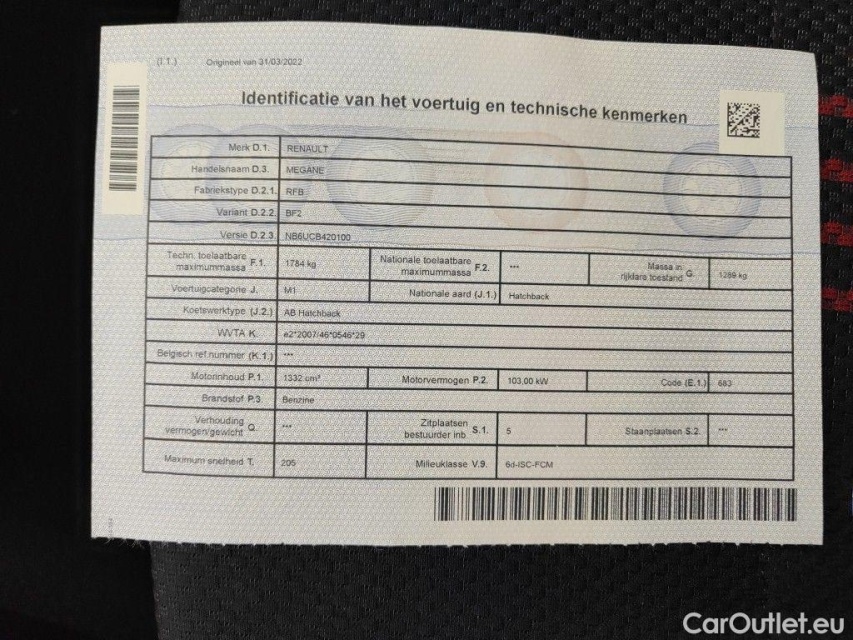 (I.1.) Origineel van 31/03/2022
Identificatie van het voertuig en technische kenmerken
Merk D.1. RENAULT
Handelsnaam D.3. MEGANE
Fabriekstype D.2.1. RFB
Variant D.2.2. BF2
Versie D.2.3. NB6UCB420100
Techn. toelaatbare maximummassa F.1. 1784 kg Nationale toelaatbare maximummassa F.2. --- Massa in rijklare toestand G. 1289 kg
Voertuigcategorie J. M1 Nationale aard (J.1.) Hatchback
Koetswerktype (J.2.) AB Hatchback
WVTA K. e2*2007/46*0546*29
Belgisch ref.nummer (K.1.) ---
Motorinhoud P.1. 1332 cm³ Motorvermogen P.2. 103,00 kW Code (E.1.) 683
Brandstof P.3. Benzine
Verhouding vermogen/gewicht Q. --- Zitplaatsen bestuurder inb S.1. 5 Staanplaatsen S.2. ---
Maximum snelheid T. 205 Milieuklasse V.9. 6d-ISC-FCM
CarOutlet.eu